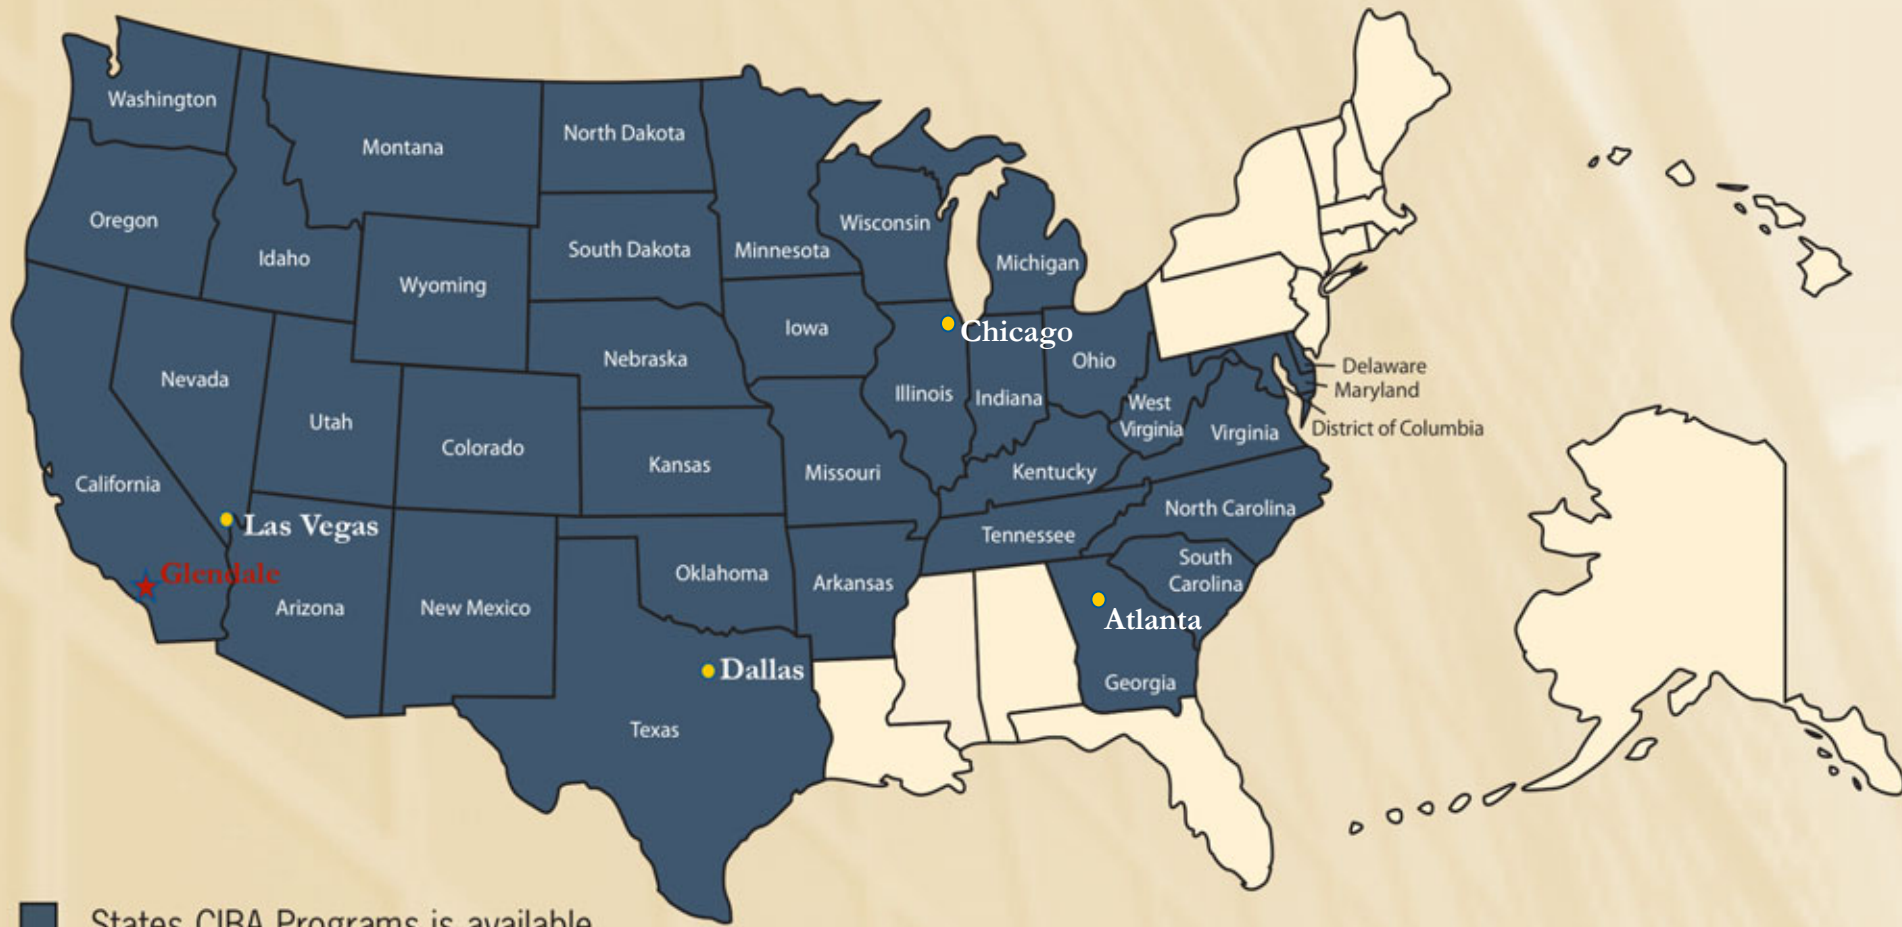 Washington
Montana
North Dakota
Oregon
Idaho
Wyoming
South Dakota
Minnesota
Wisconsin
Michigan
Iowa
Chicago
Nebraska
Nevada
Utah
Colorado
Illinois
Indiana
Ohio
Delaware
Maryland
District of Columbia
West
Virginia
Virginia
California
Kansas
Missouri
Kentucky
Las Vegas
North Carolina
Tennessee
Glendale
Arizona
New Mexico
Oklahoma
Arkansas
South
Carolina
Atlanta
Dallas
Georgia
Texas
States CIBA Programs is available